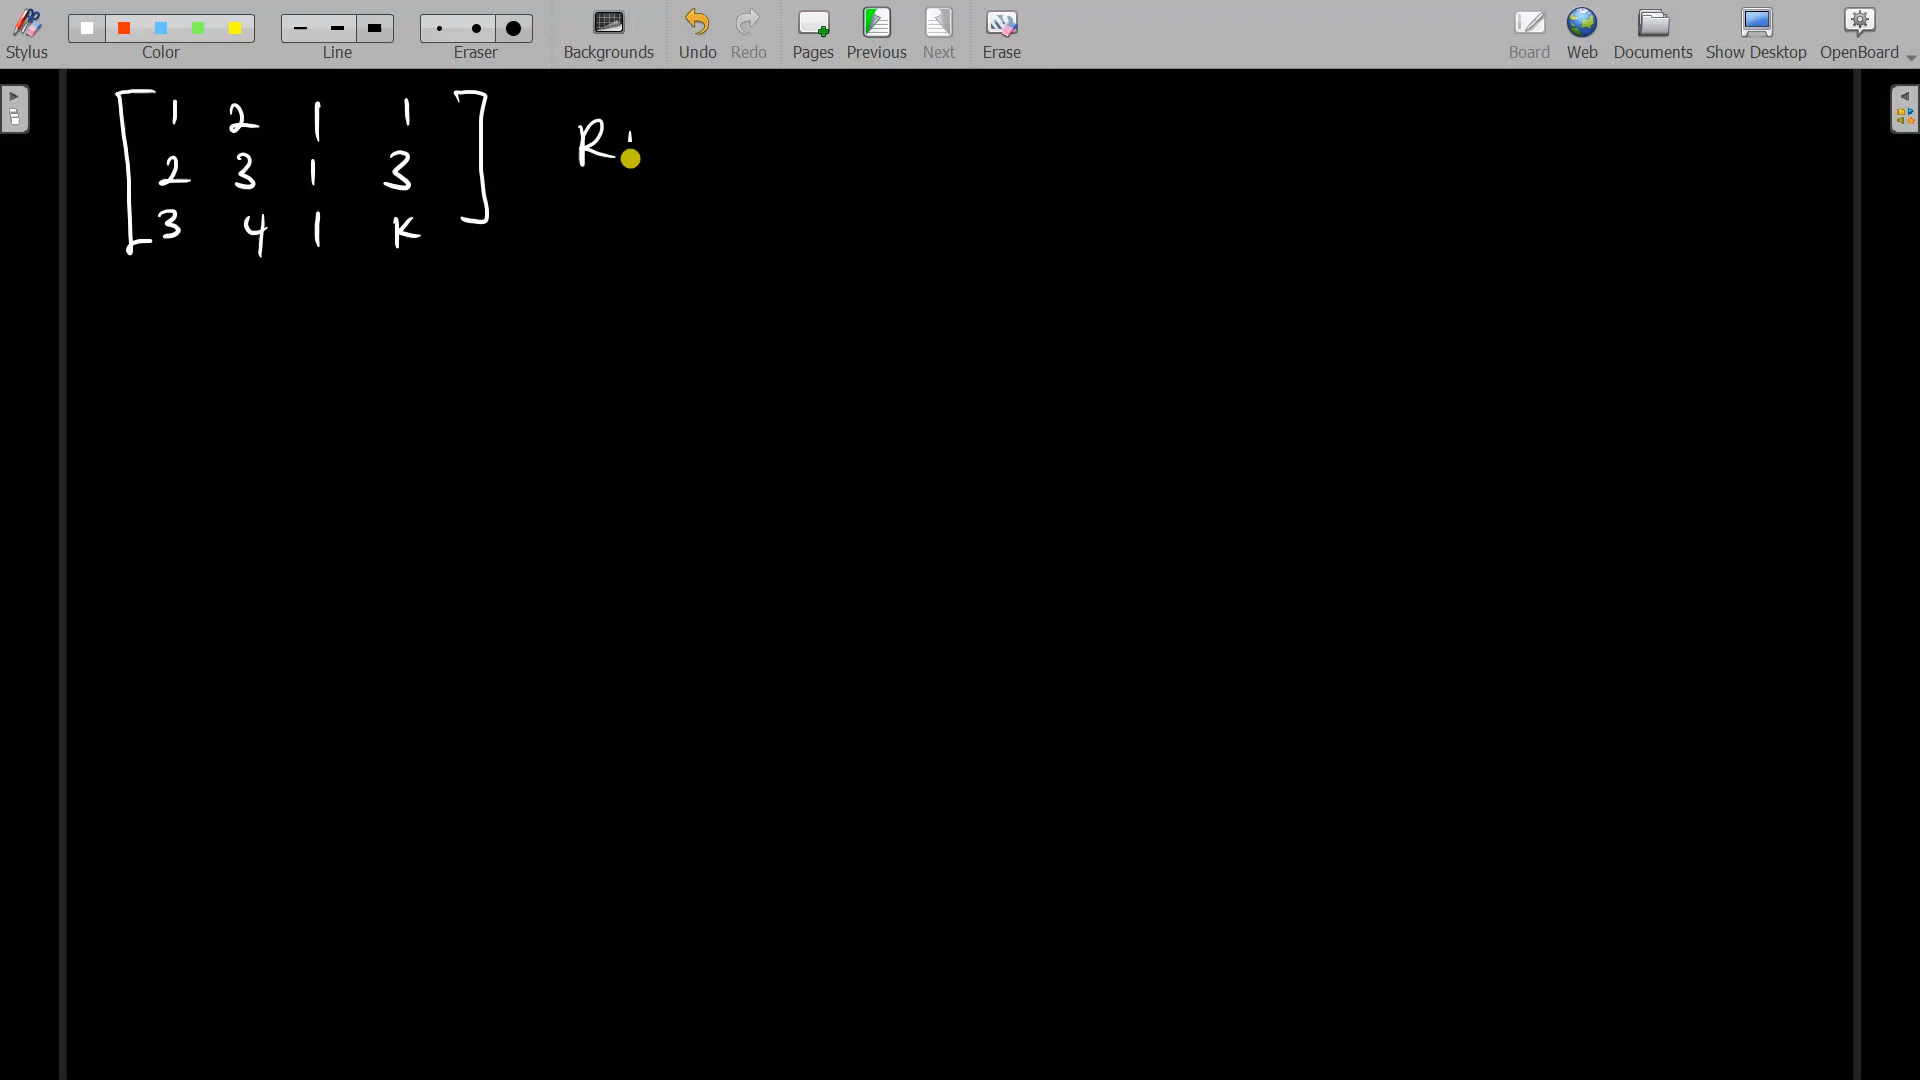 Stylus Color Line Eraser Backgrounds Undo Redo Pages Previous Next Erase Board Web Documents Show Desktop OpenBoard
1 2 1 1
2 3 1 3
3 4 1 K
R